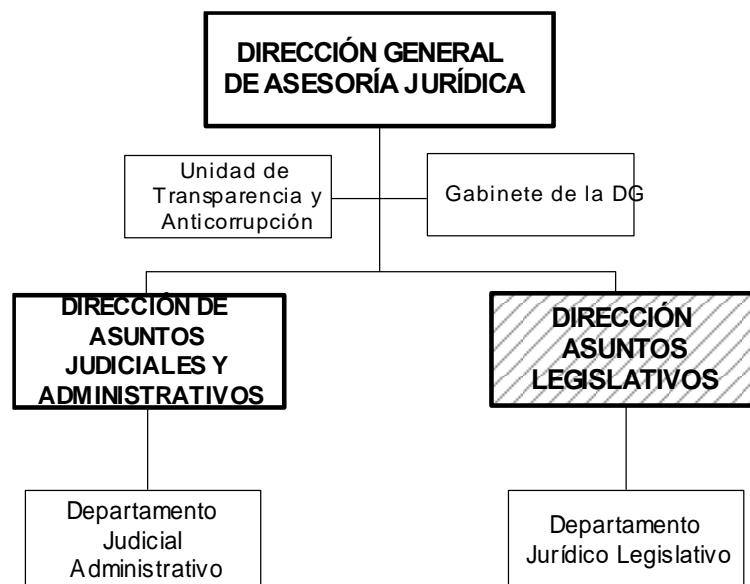 DIRECCIÓN GENERAL
DE ASESORÍA JURÍDICA
Unidad de
Transparencia y
Anticorrupción
Gabinete de la DG
DIRECCIÓN DE
ASUNTOS
JUDICIALES Y
ADMINISTRATIVOS
DIRECCIÓN
ASUNTOS
LEGISLATIVOS
Departamento
Judicial
Administrativo
Departamento
Jurídico Legislativo